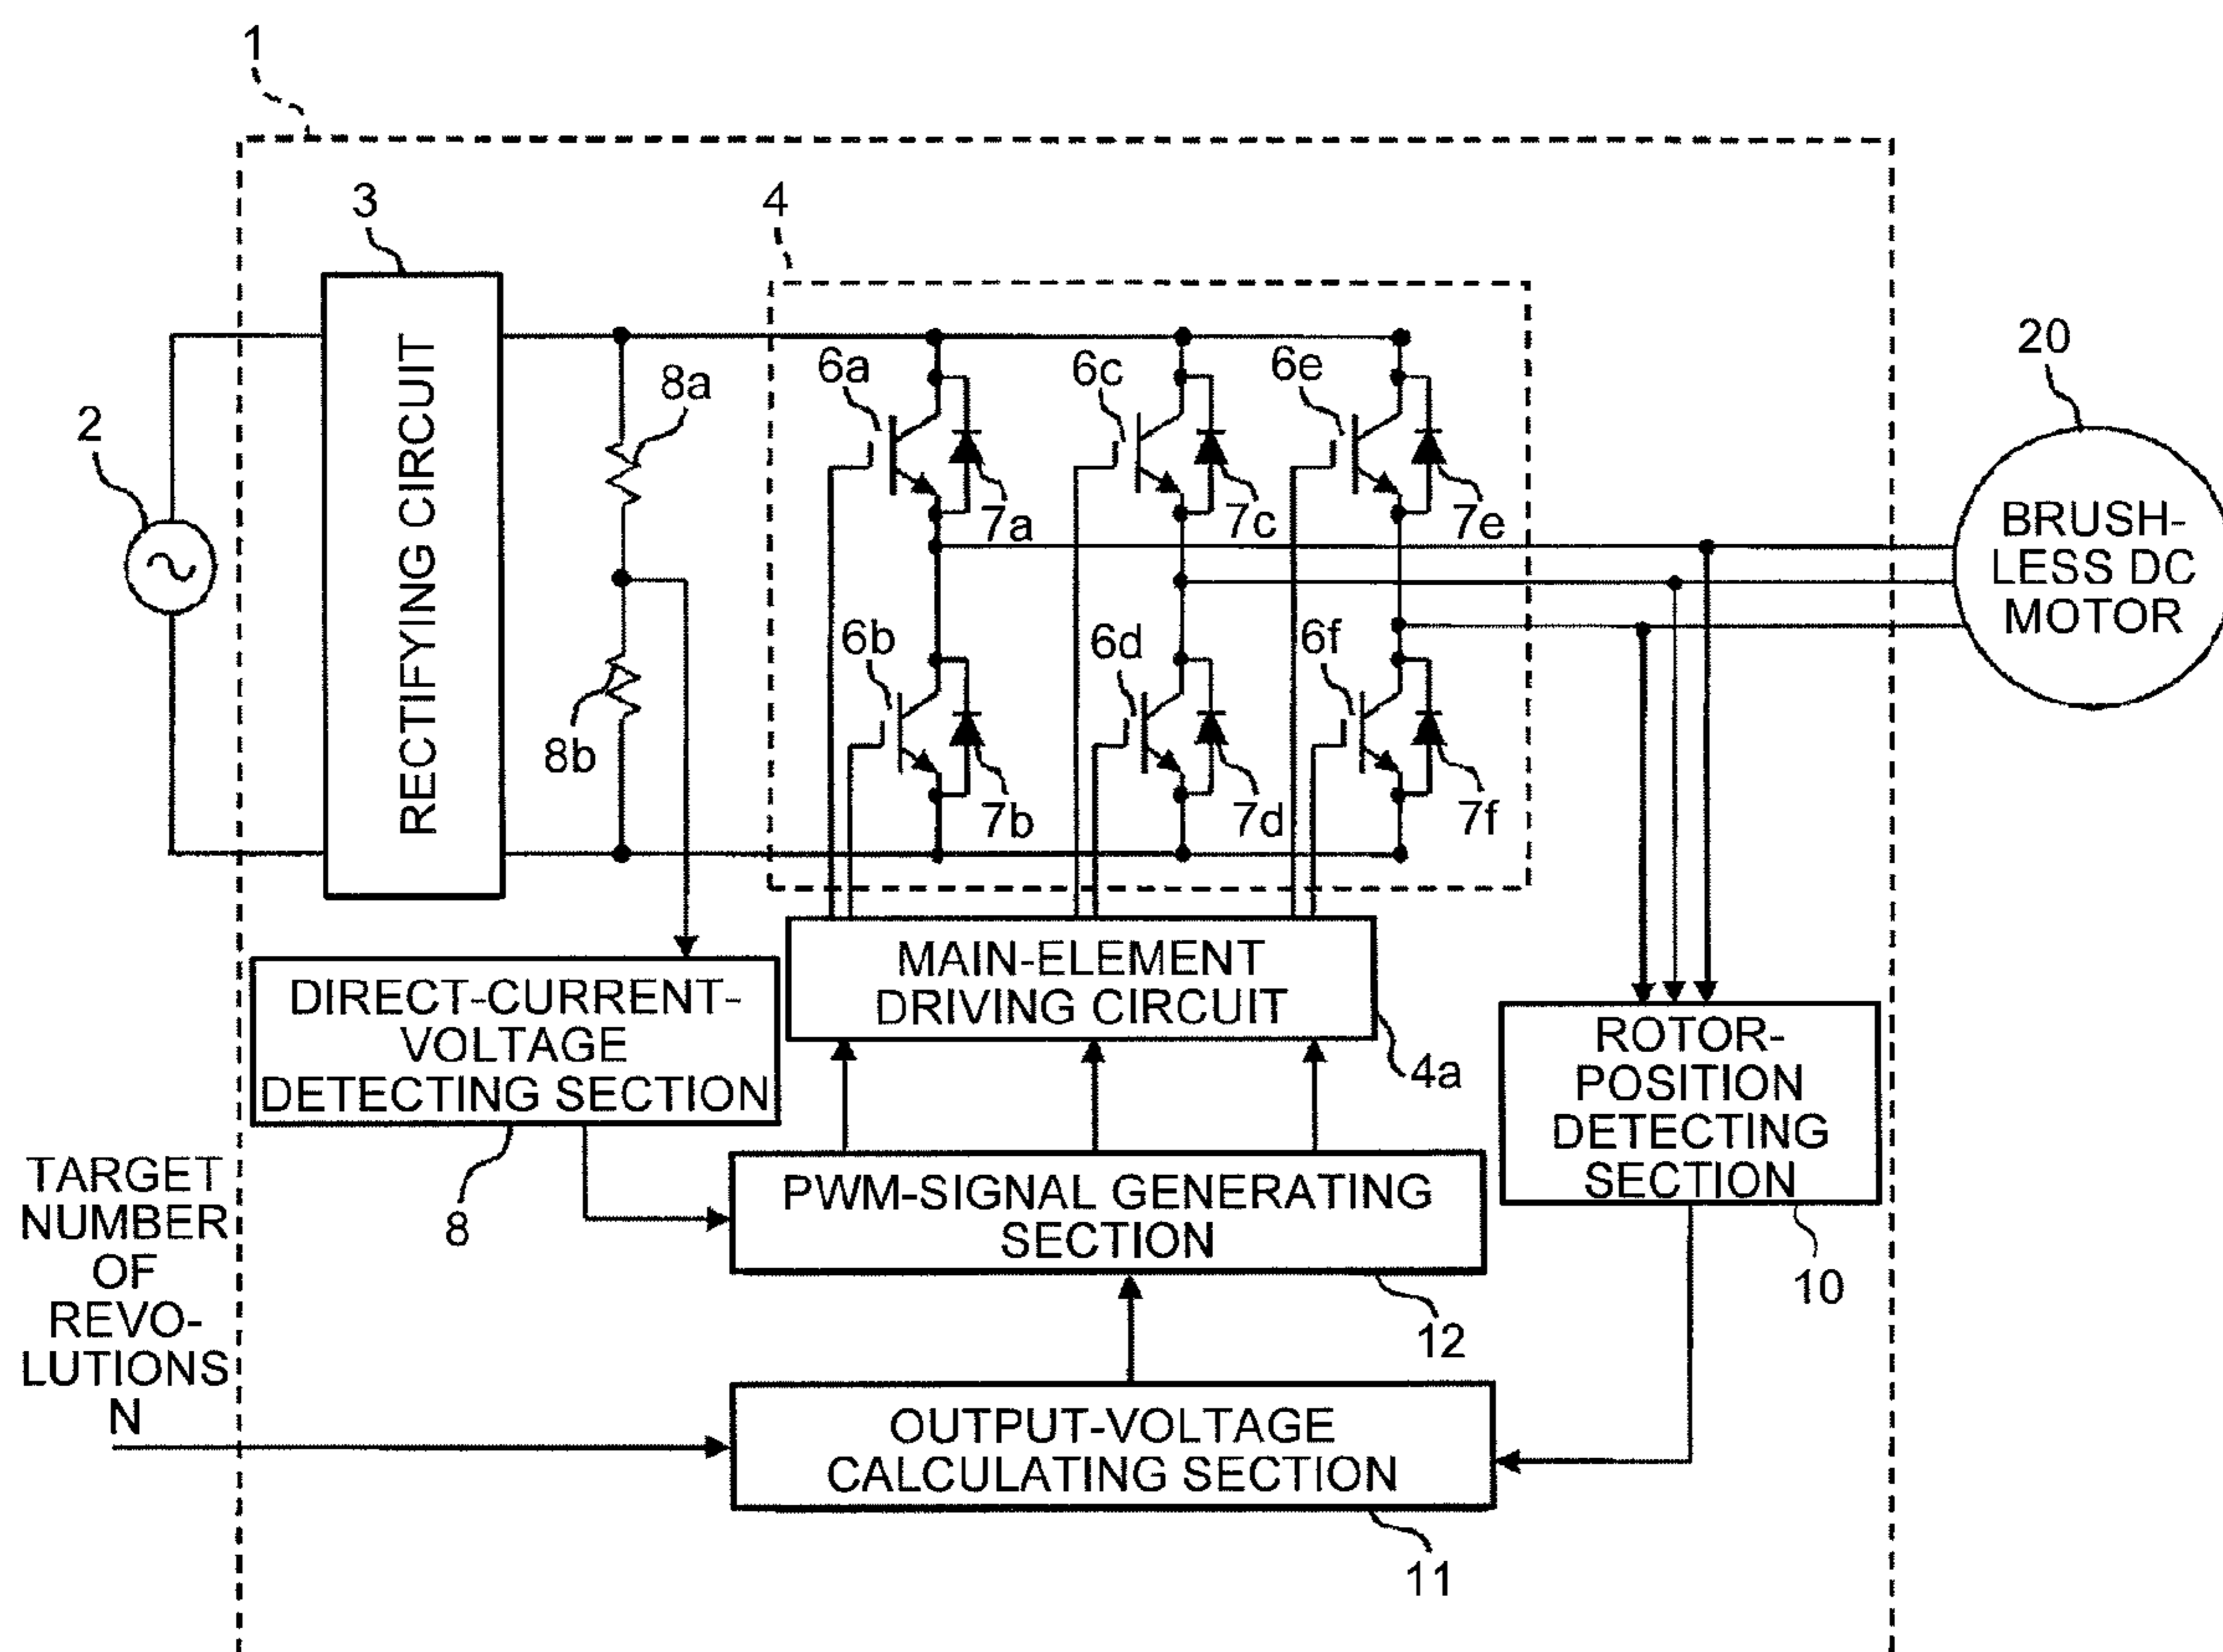 1
3
4
2
RECTIFYING CIRCUIT
8a
8b
6a
6c
6e
7a
7c
7e
6b
6d
6f
7b
7d
7f
20
BRUSH-
LESS DC
MOTOR
MAIN-ELEMENT
DRIVING CIRCUIT
4a
DIRECT-CURRENT-
VOLTAGE
DETECTING SECTION
8
ROTOR-
POSITION
DETECTING
SECTION
10
PWM-SIGNAL GENERATING
SECTION
12
TARGET
NUMBER
OF
REVO-
LUTIONS
N
OUTPUT-VOLTAGE
CALCULATING SECTION
11